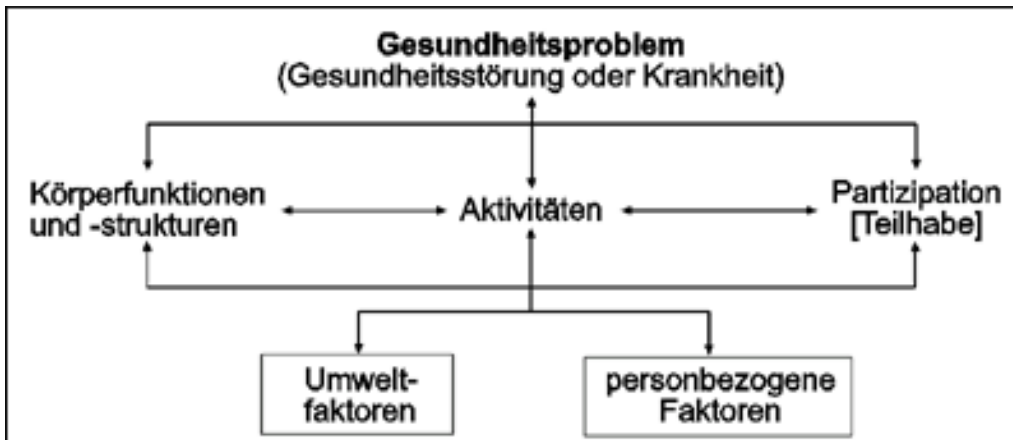 Gesundheitsproblem
(Gesundheitsstörung oder Krankheit)
Körperfunktionen
und -strukturen
Aktivitäten
Partizipation
[Teilhabe]
Umwelt-
faktoren
personbezogene
Faktoren